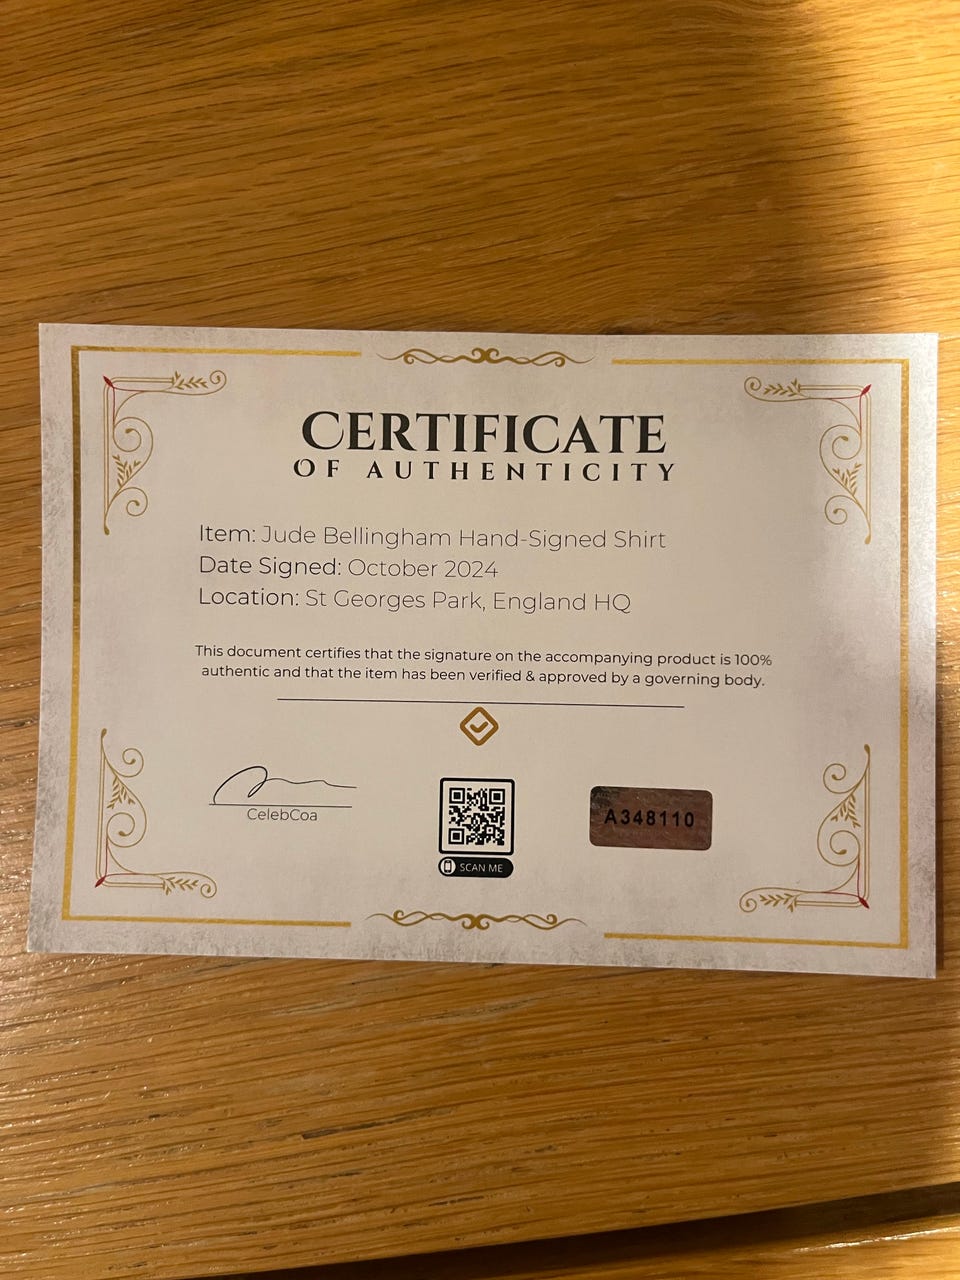 CERTIFICATE
OF AUTHENTICITY
Item: Jude Bellingham Hand-Signed Shirt
Date Signed: October 2024
Location: St Georges Park, England HQ
This document certifies that the signature on the accompanying product is 100%
authentic and that the item has been verified & approved by a governing body.
CelebCoa
SCAN ME
A348110